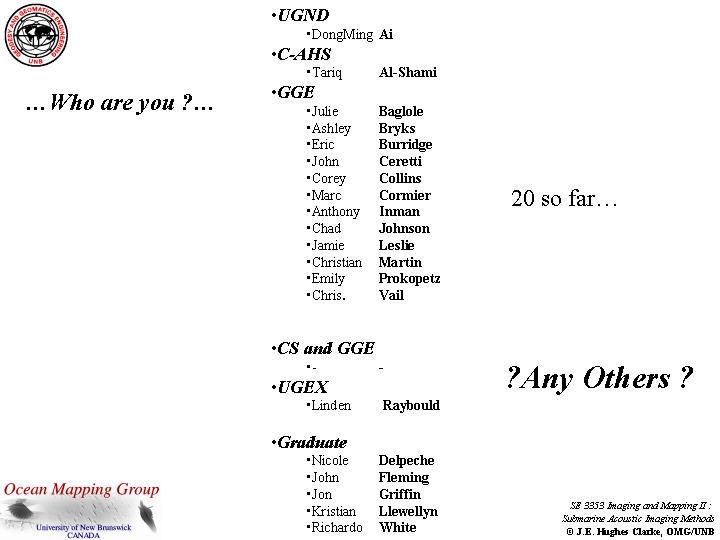 GEODESY AND GEOMATICS ENGINEERING
UNB
…Who are you ?…
•UGND
•DongMing Ai
•C-AHS
•Tariq Al-Shami
•GGE
•Julie Baglole
•Ashley Bryks
•Eric Burridge
•John Ceretti
•Corey Collins
•Marc Cormier
•Anthony Inman
•Chad Johnson
•Jamie Leslie
•Christian Martin
•Emily Prokopetz
•Chris. Vail
20 so far…
•CS and GGE
•- -
•UGEX
•Linden Raybould
?Any Others ?
•Graduate
•Nicole Delpeche
•John Fleming
•Jon Griffin
•Kristian Llewellyn
•Richardo White
Ocean Mapping Group
University of New Brunswick
CANADA
SE 3353 Imaging and Mapping II :
Submarine Acoustic Imaging Methods
© J.E. Hughes Clarke, OMG/UNB